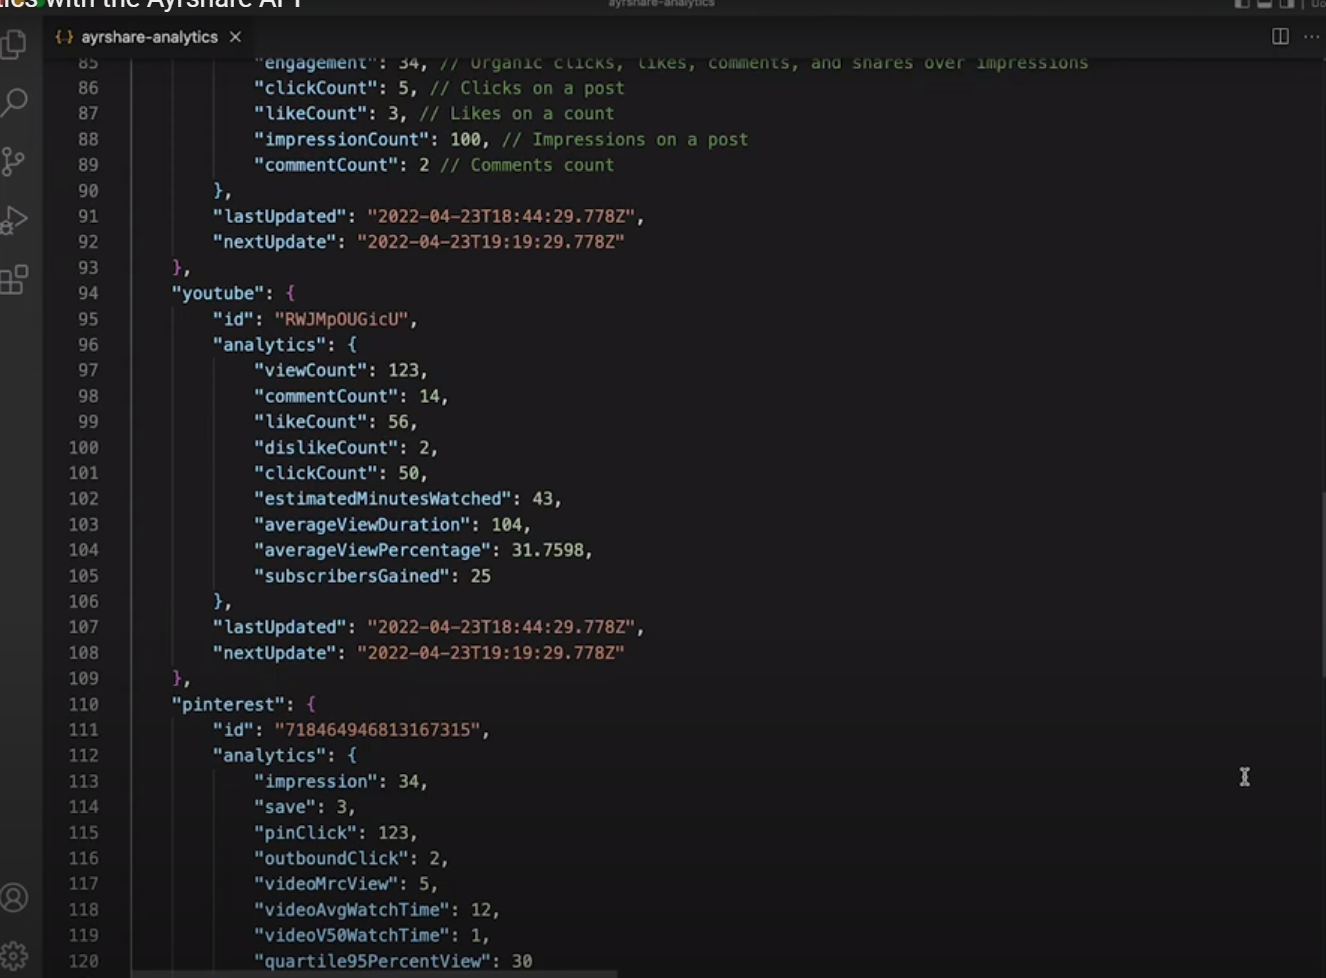 with the Ayrshare API
ayrshare-analytics
{..} ayrshare-analytics ×
85 "engagement": 34, // Organic clicks, likes, comments, and shares over impressions
86 "clickCount": 5, // Clicks on a post
87 "likeCount": 3, // Likes on a count
88 "impressionCount": 100, // Impressions on a post
89 "commentCount": 2 // Comments count
90 },
91 "lastUpdated": "2022-04-23T18:44:29.778Z",
92 "nextUpdate": "2022-04-23T19:19:29.778Z"
93 },
94 "youtube": {
95 "id": "RWJMpOUGicU",
96 "analytics": {
97 "viewCount": 123,
98 "commentCount": 14,
99 "likeCount": 56,
100 "dislikeCount": 2,
101 "clickCount": 50,
102 "estimatedMinutesWatched": 43,
103 "averageViewDuration": 104,
104 "averageViewPercentage": 31.7598,
105 "subscribersGained": 25
106 },
107 "lastUpdated": "2022-04-23T18:44:29.778Z",
108 "nextUpdate": "2022-04-23T19:19:29.778Z"
109 },
110 "pinterest": {
111 "id": "718464946813167315",
112 "analytics": {
113 "impression": 34,
114 "save": 3,
115 "pinClick": 123,
116 "outboundClick": 2,
117 "videoMrcView": 5,
118 "videoAvgWatchTime": 12,
119 "videoV50WatchTime": 1,
120 "quartile95PercentView": 30